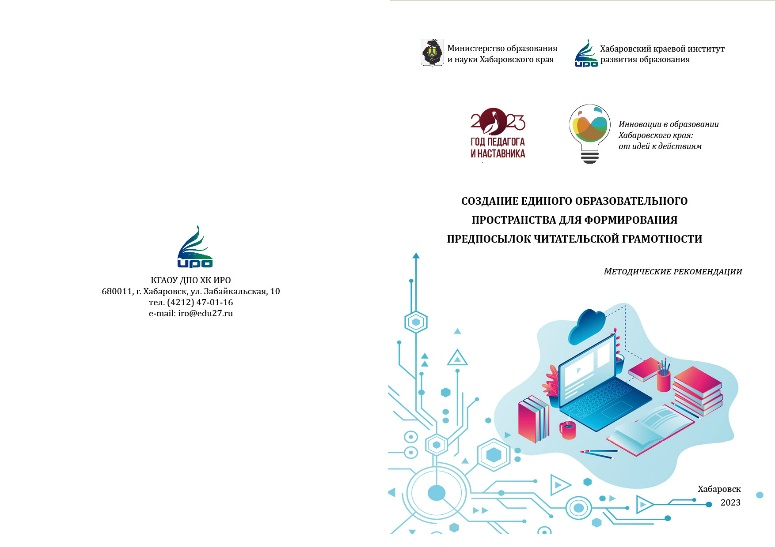 Министерство образования
и науки Хабаровского края
Хабаровский краевой институт
развития образования
ИРО
2023
ГОД ПЕДАГОГА
И НАСТАВНИКА
Инновации в образовании
Хабаровского края:
от идей к действиям
СОЗДАНИЕ ЕДИНОГО ОБРАЗОВАТЕЛЬНОГО
ПРОСТРАНСТВА ДЛЯ ФОРМИРОВАНИЯ
ПРЕДПОСЫЛОК ЧИТАТЕЛЬСКОЙ ГРАМОТНОСТИ
МЕТОДИЧЕСКИЕ РЕКОМЕНДАЦИИ
ИРО
КГАОУ ДПО ХК ИРО
680011, г. Хабаровск, ул. Забайкальская, 10
тел. (4212) 47-01-16
e-mail: iro@edu27.ru
Хабаровск
2023